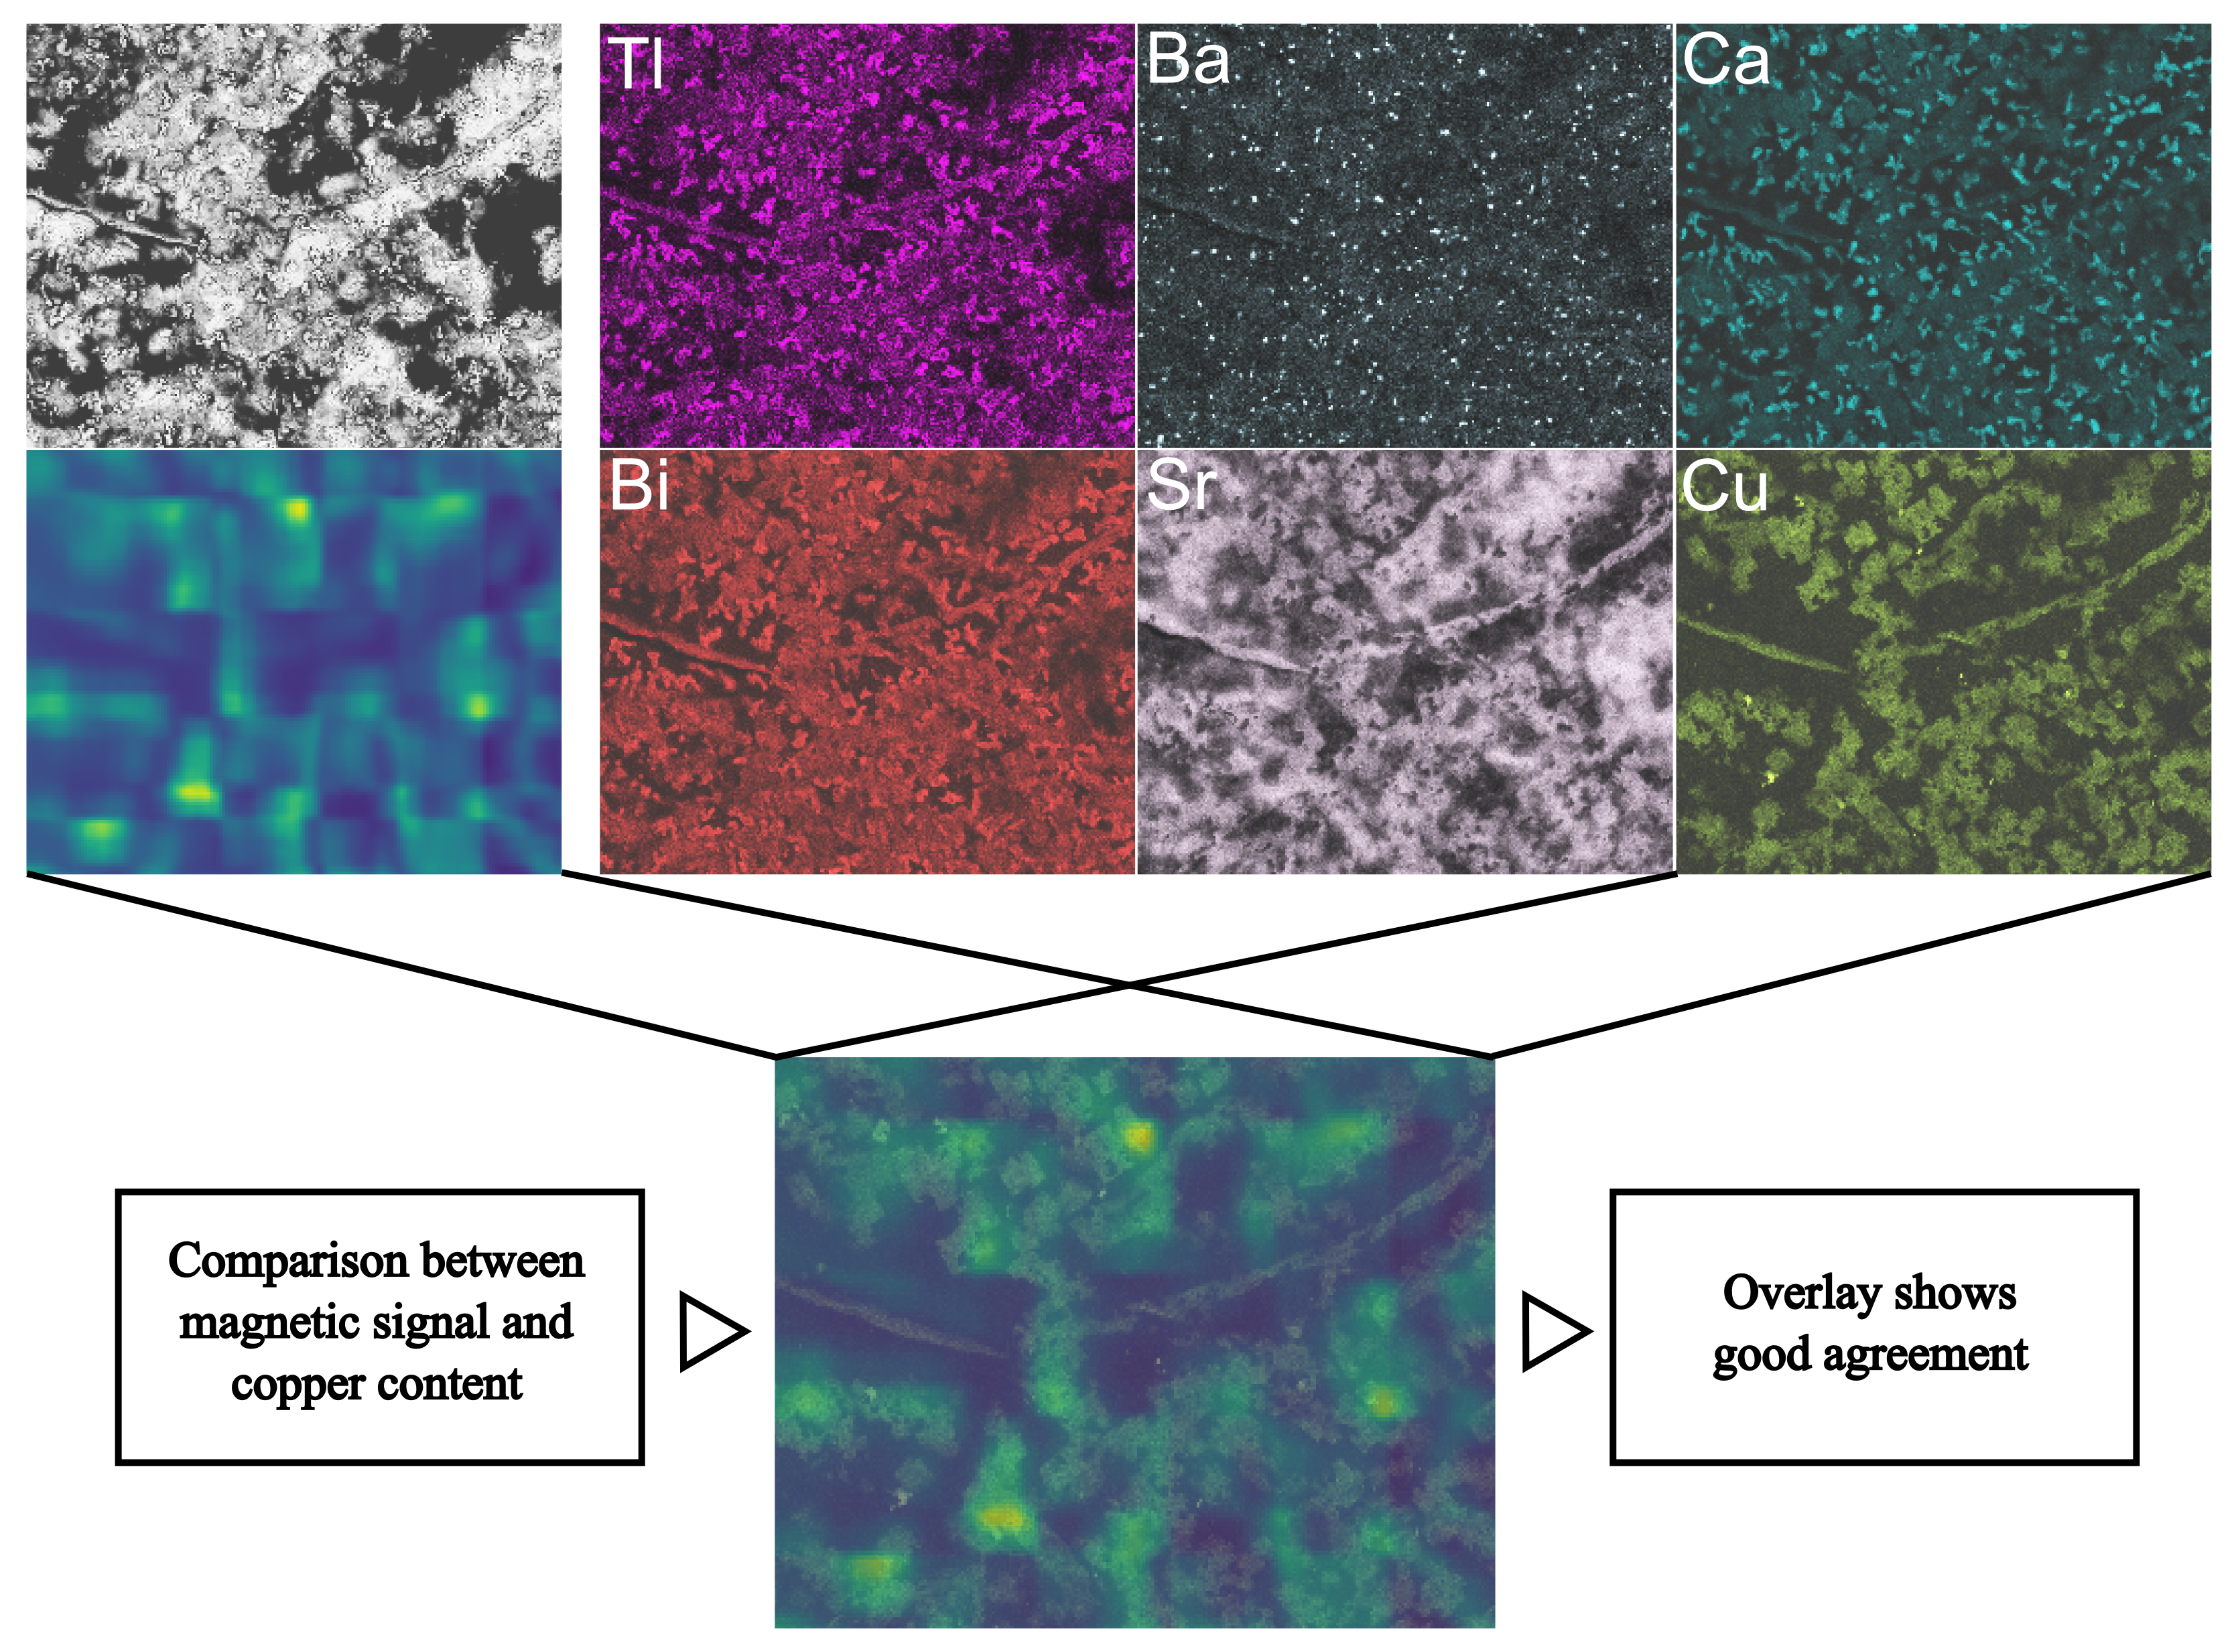 Tl
Ba
Ca
Bi
Sr
Cu
Comparison between
magnetic signal and
copper content
Overlay shows
good agreement